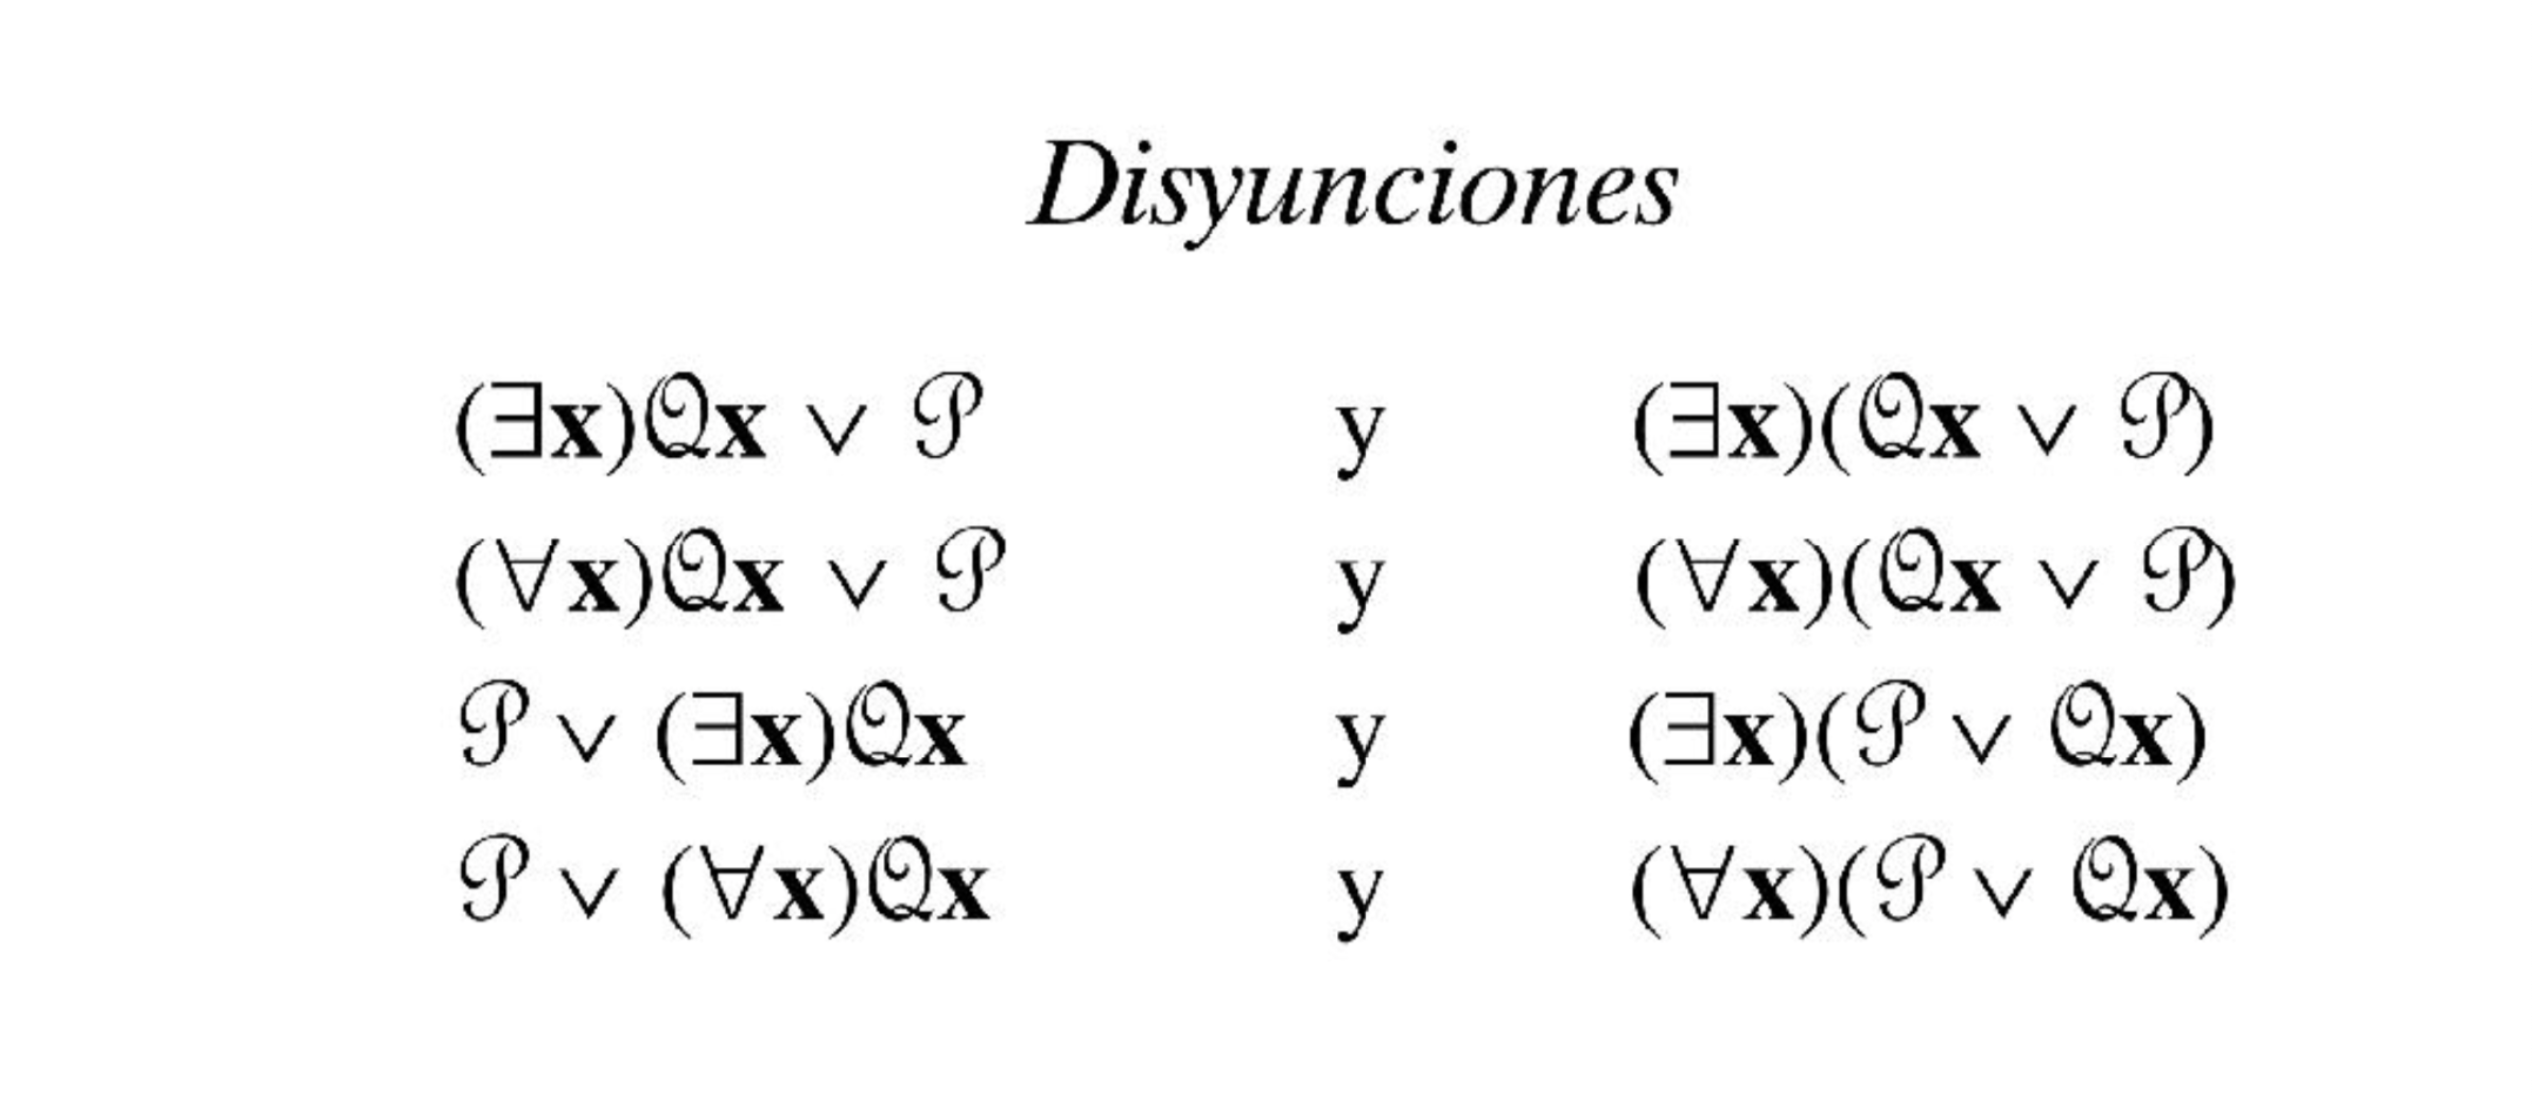 Disyunciones
(∃x)𝒬x ∨ 𝒫 y (∃x)(𝒬x ∨ 𝒫)
(∀x)𝒬x ∨ 𝒫 y (∀x)(𝒬x ∨ 𝒫)
𝒫 ∨ (∃x)𝒬x y (∃x)(𝒫 ∨ 𝒬x)
𝒫 ∨ (∀x)𝒬x y (∀x)(𝒫 ∨ 𝒬x)